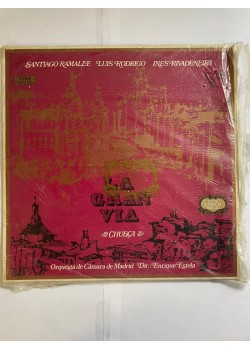 SANTIAGO RAMALLE LUIS RODRIGO INES RIVADENEIRA
LA
GRAN
VIA
CHUECA
Orquesta de Cámara de Madrid Dir.: Enrique Estela